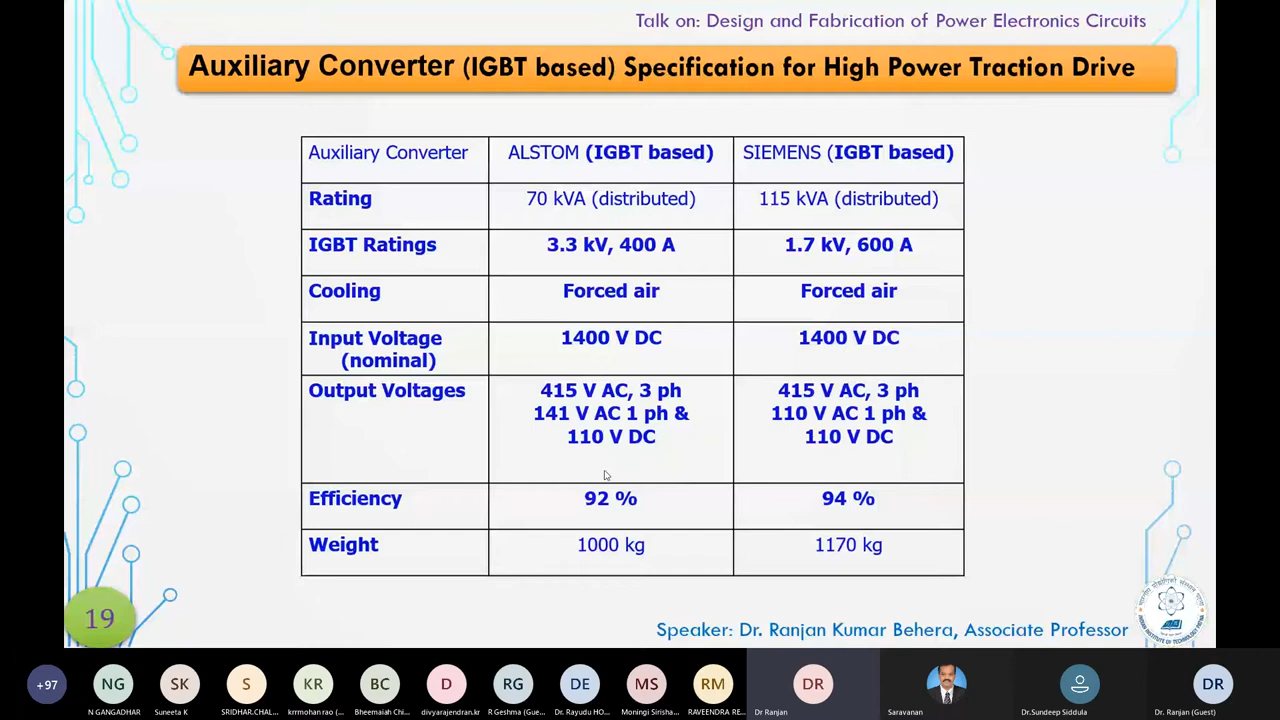 Talk on: Design and Fabrication of Power Electronics Circuits
Auxiliary Converter (IGBT based) Specification for High Power Traction Drive
Auxiliary Converter ALSTOM (IGBT based) SIEMENS (IGBT based)
Rating 70 kVA (distributed) 115 kVA (distributed)
IGBT Ratings 3.3 kV, 400 A 1.7 kV, 600 A
Cooling Forced air Forced air
Input Voltage 1400 V DC 1400 V DC
(nominal)
Output Voltages 415 V AC, 3 ph 415 V AC, 3 ph
141 V AC 1 ph & 110 V AC 1 ph &
110 V DC 110 V DC
Efficiency 92 % 94 %
Weight 1000 kg 1170 kg
19
Speaker: Dr. Ranjan Kumar Behera, Associate Professor
+97 NG SK S KR BC D RG DE MS RM DR DR
N GANGADHAR Suneeta K SRIDHAR.CHAL... krrmohan rao (... Bheemaiah Chi... divyarajendran.kr R Geshma (Gue... Dr. Rayudu HO... Moningi Sirisha... RAVEENDRA RE... Dr Ranjan Saravanan Dr.Sundeep Siddula Dr. Ranjan (Guest)